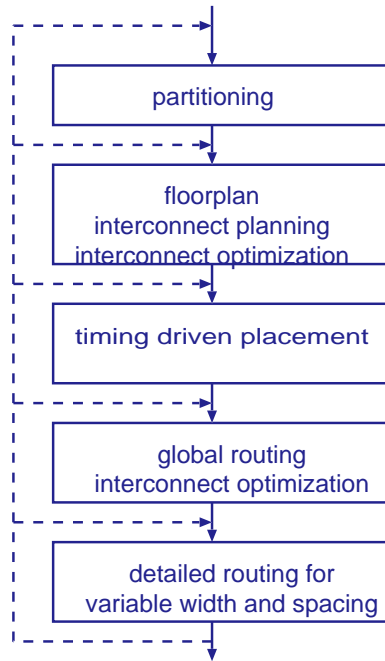 partitioning
floorplan
interconnect planning
interconnect optimization
timing driven placement
global routing
interconnect optimization
detailed routing for
variable width and spacing